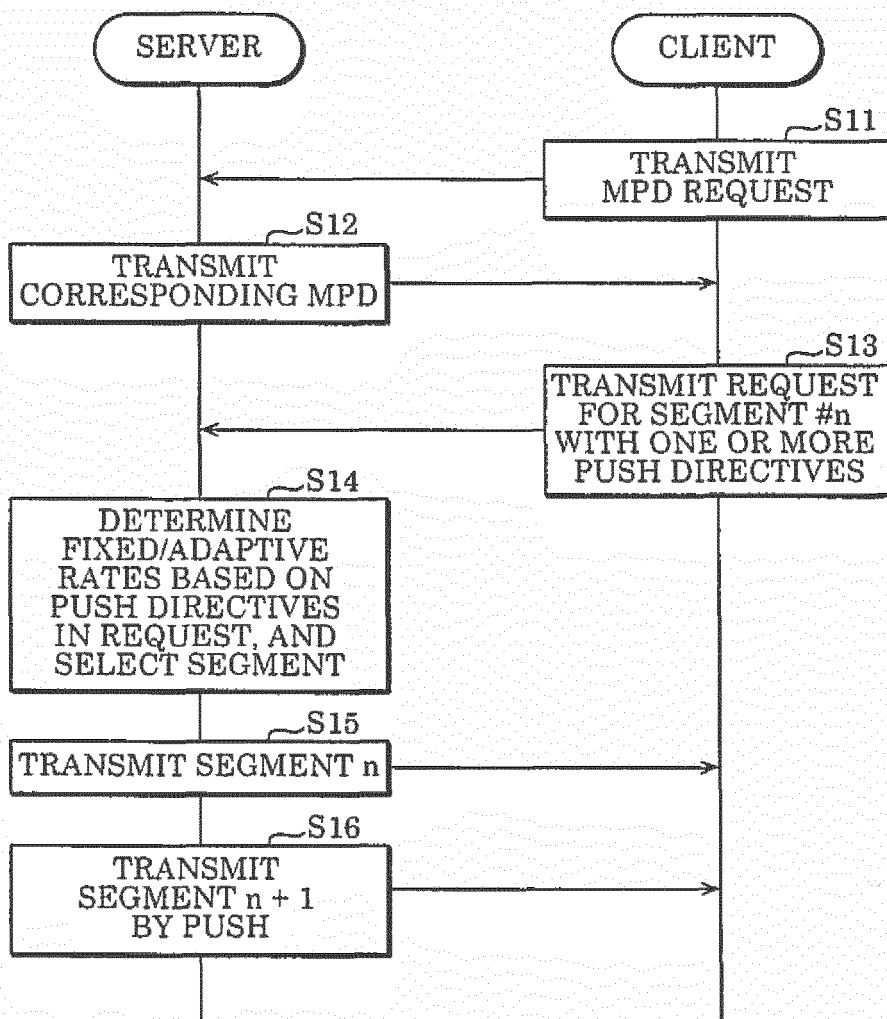 SERVER
CLIENT
S11
TRANSMIT
MPD REQUEST
S12
TRANSMIT
CORRESPONDING MPD
S13
TRANSMIT REQUEST
FOR SEGMENT #n
WITH ONE OR MORE
PUSH DIRECTIVES
S14
DETERMINE
FIXED/ADAPTIVE
RATES BASED ON
PUSH DIRECTIVES
IN REQUEST, AND
SELECT SEGMENT
S15
TRANSMIT SEGMENT n
S16
TRANSMIT
SEGMENT n + 1
BY PUSH